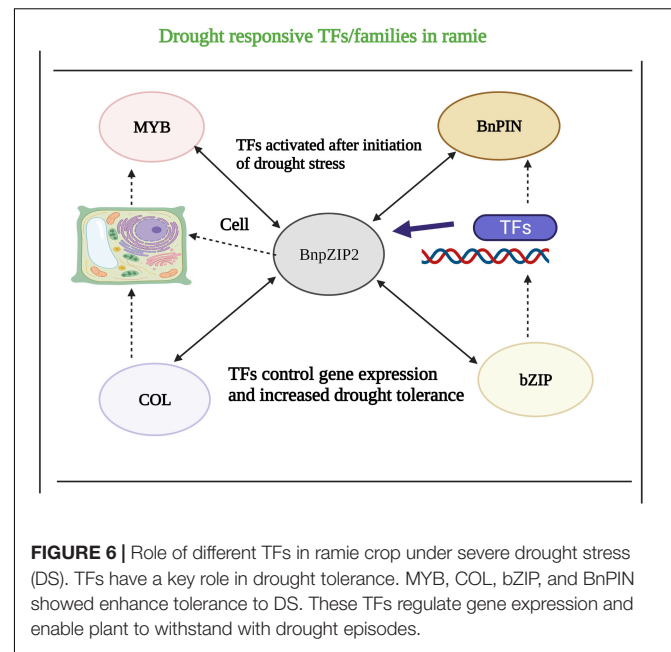 Drought responsive TFs/families in ramie
MYB
BnPIN
TFs activated after initiation
of drought stress
Cell
TFs
BnpZIP2
TFs control gene expression
and increased drought tolerance
COL
bZIP
FIGURE 6 | Role of different TFs in ramie crop under severe drought stress
(DS). TFs have a key role in drought tolerance. MYB, COL, bZIP, and BnPIN
showed enhance tolerance to DS. These TFs regulate gene expression and
enable plant to withstand with drought episodes.